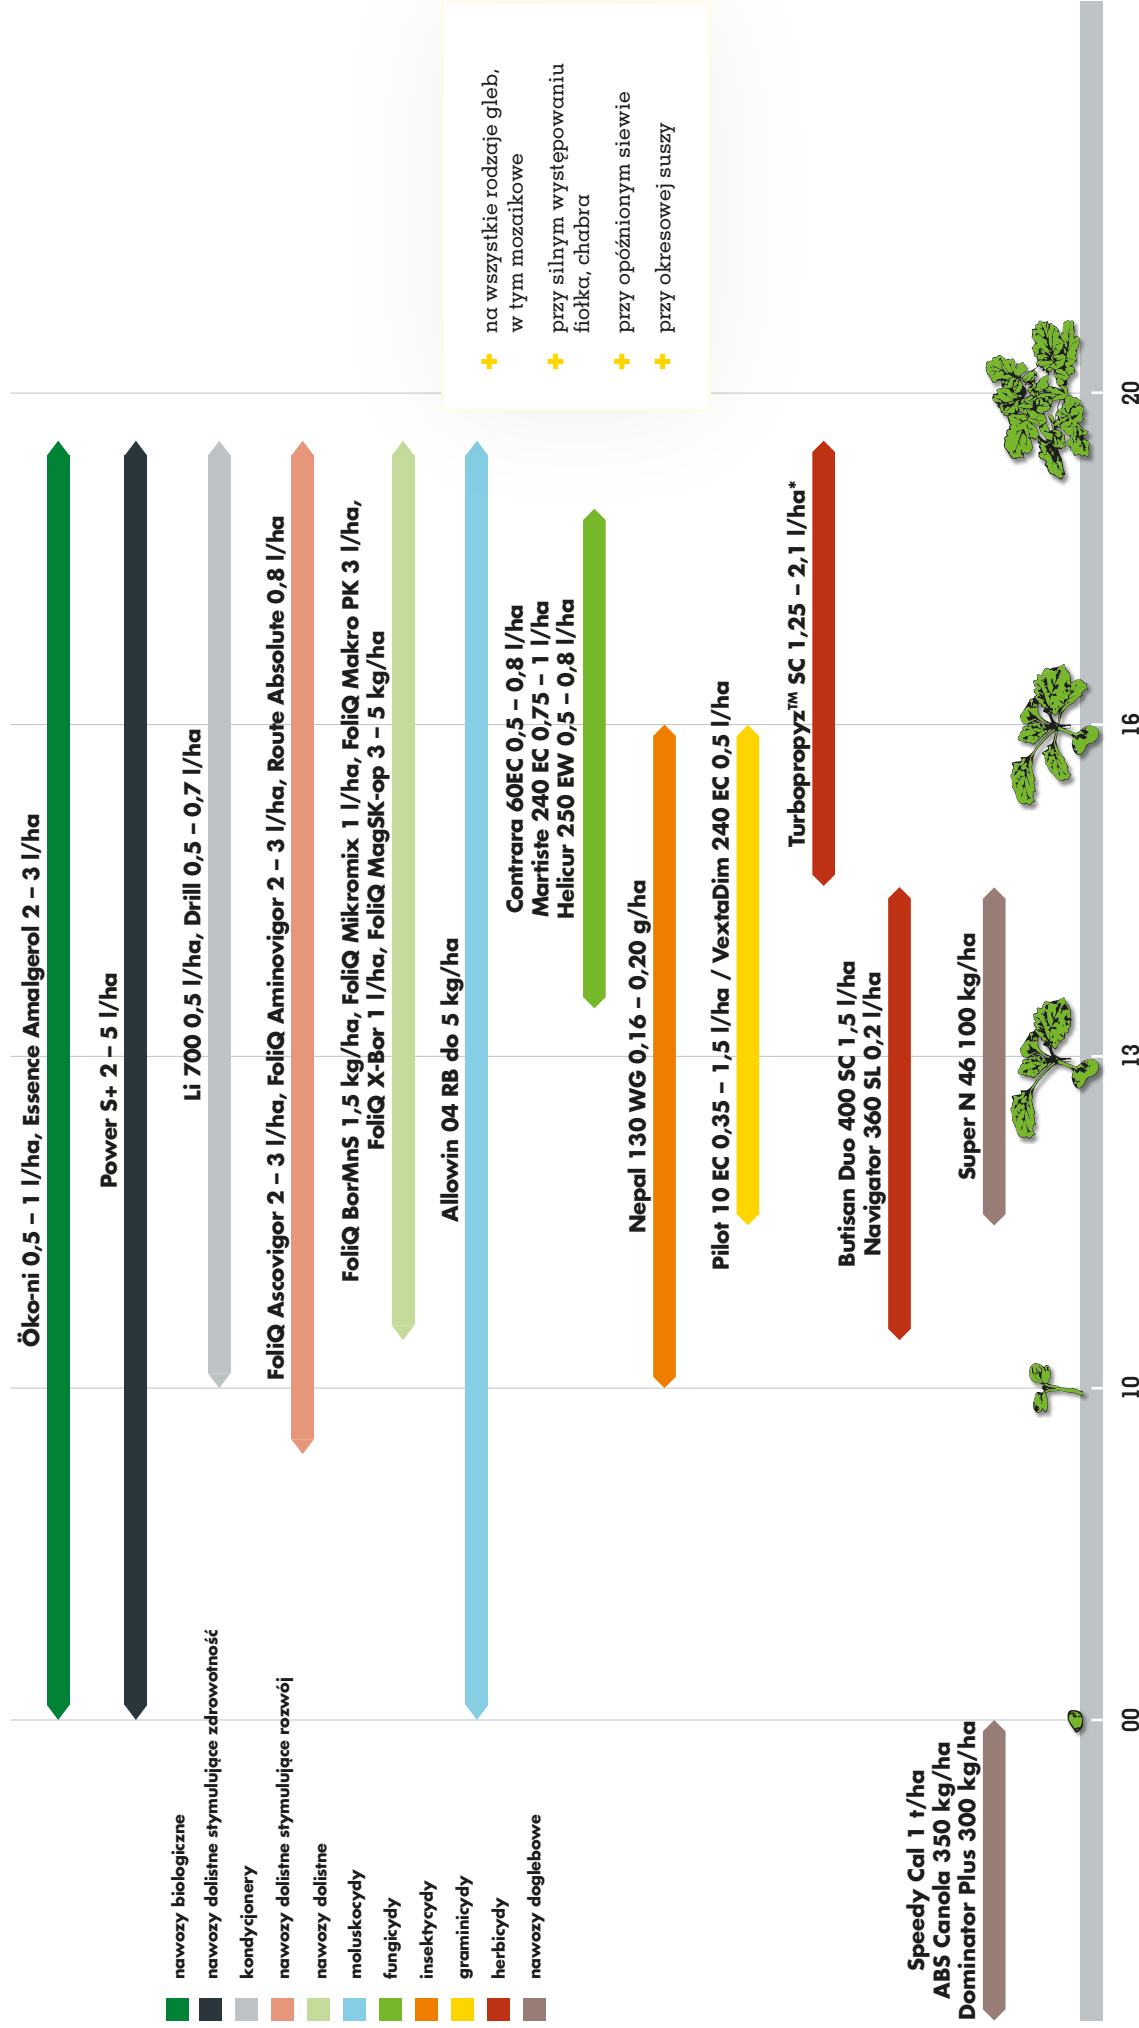 Öko-ni 0,5 – 1 l/ha, Essence Amalgerol 2 – 3 l/ha
Power S+ 2 – 5 l/ha
Li 700 0,5 l/ha, Drill 0,5 – 0,7 l/ha
FoliQ Ascovigor 2 – 3 l/ha, FoliQ Aminovigor 2 – 3 l/ha, Route Absolute 0,8 l/ha
FoliQ BorMnS 1,5 kg/ha, FoliQ Mikromix 1 l/ha, FoliQ Makro PK 3 l/ha,
FoliQ X-Bor 1 l/ha, FoliQ MagSK-op 3 – 5 kg/ha
Allowin 04 RB do 5 kg/ha
Contrara 60EC 0,5 – 0,8 l/ha
Martiste 240 EC 0,75 – 1 l/ha
Helicur 250 EW 0,5 – 0,8 l/ha
Nepal 130 WG 0,16 – 0,20 g/ha
Pilot 10 EC 0,35 – 1,5 l/ha / VextaDim 240 EC 0,5 l/ha
Turbopropyz™ SC 1,25 – 2,1 l/ha*
Butisan Duo 400 SC 1,5 l/ha
Navigator 360 SL 0,2 l/ha
Super N 46 100 kg/ha
Speedy Cal 1 t/ha
ABS Canola 350 kg/ha
Dominator Plus 300 kg/ha
nawozy biologiczne
nawozy dolistne stymulujące zdrowotność
kondycjonery
nawozy dolistne stymulujące rozwój
nawozy dolistne
moluskocydy
fungicydy
insektycydy
graminicydy
herbicydy
nawozy doglebowe
na wszystkie rodzaje gleb,
w tym mozaikowe
przy silnym występowaniu
fiołka, chabra
przy opóźnionym siewie
przy okresowej suszy
00
10
13
16
20